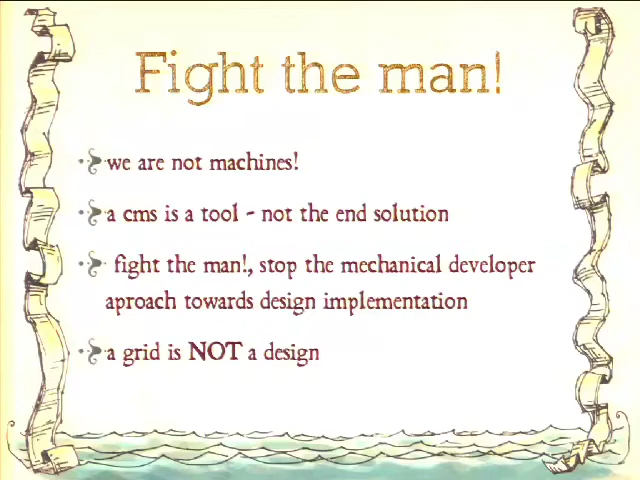 Fight the man!
we are not machines!
a cms is a tool - not the end solution
fight the man!, stop the mechanical developer
aproach towards design implementation
a grid is NOT a design